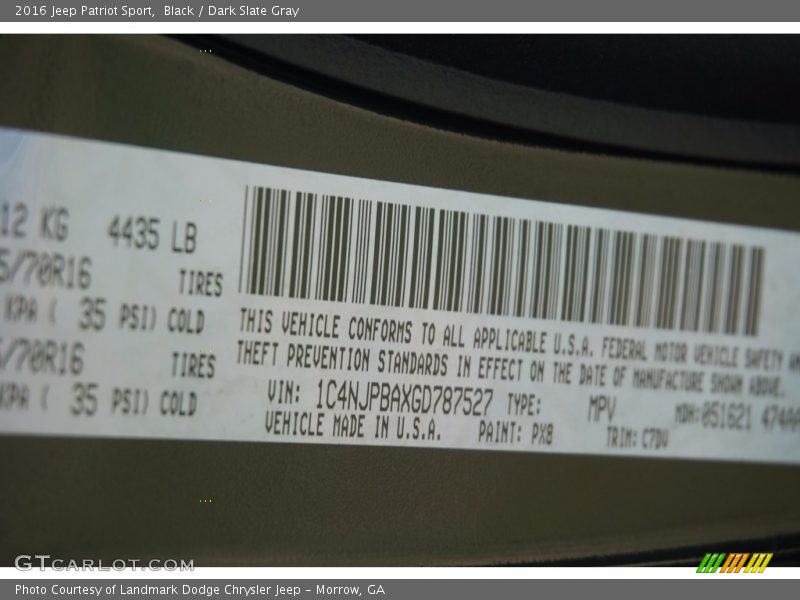 2016 Jeep Patriot Sport,  Black / Dark Slate Gray
12 KG    4435 LB
5/70R16    TIRES
KPA (  35 PSI) COLD
5/70R16    TIRES
KPA (  35 PSI) COLD
THIS VEHICLE CONFORMS TO ALL APPLICABLE U.S.A. FEDERAL MOTOR VEHICLE SAFETY AN
THEFT PREVENTION STANDARDS IN EFFECT ON THE DATE OF MANUFACTURE SHOWN ABOVE.
VIN: 1C4NJPBAXGD787527 TYPE: MPV MDH: 051621 474AA
VEHICLE MADE IN U.S.A. PAINT: PX8 TRIM: C7DV
GTCARLOT.COM
Photo Courtesy of Landmark Dodge Chrysler Jeep – Morrow, GA